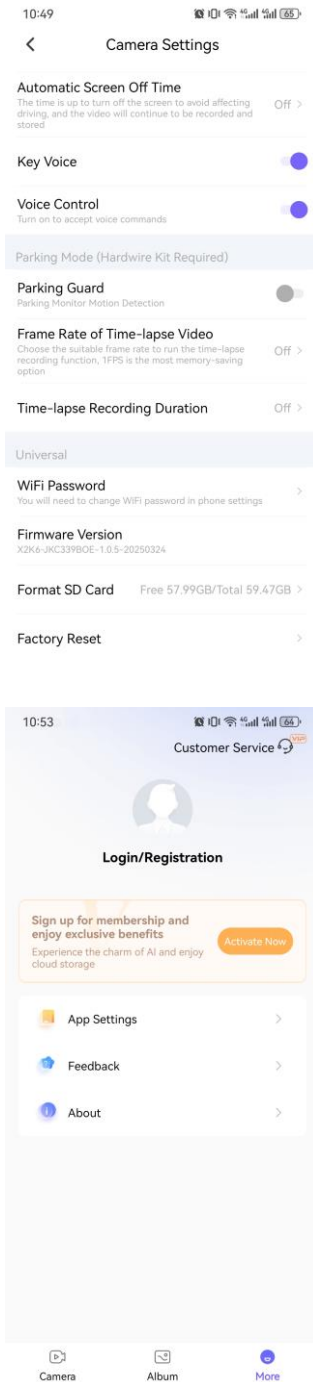 10:49
4G 4G 65
Camera Settings
Automatic Screen Off Time
The time is up to turn off the screen to avoid affecting
driving, and the video will continue to be recorded and
stored
Off
Key Voice
Voice Control
Turn on to accept voice commands
Parking Mode (Hardwire Kit Required)
Parking Guard
Parking Monitor Motion Detection
Frame Rate of Time-lapse Video
Choose the suitable frame rate to run the time-lapse
recording function, 1FPS is the most memory-saving
option
Off
Time-lapse Recording Duration Off
Universal
WiFi Password
You will need to change WiFi password in phone settings
Firmware Version
X2K6-JKC339BOE-1.0.5-20250324
Format SD Card Free 57.99GB/Total 59.47GB
Factory Reset
10:53
4G 4G 64
Customer Service VIP
Login/Registration
Sign up for membership and
enjoy exclusive benefits
Experience the charm of AI and enjoy
cloud storage
Activate Now
App Settings
Feedback
About
Camera Album More